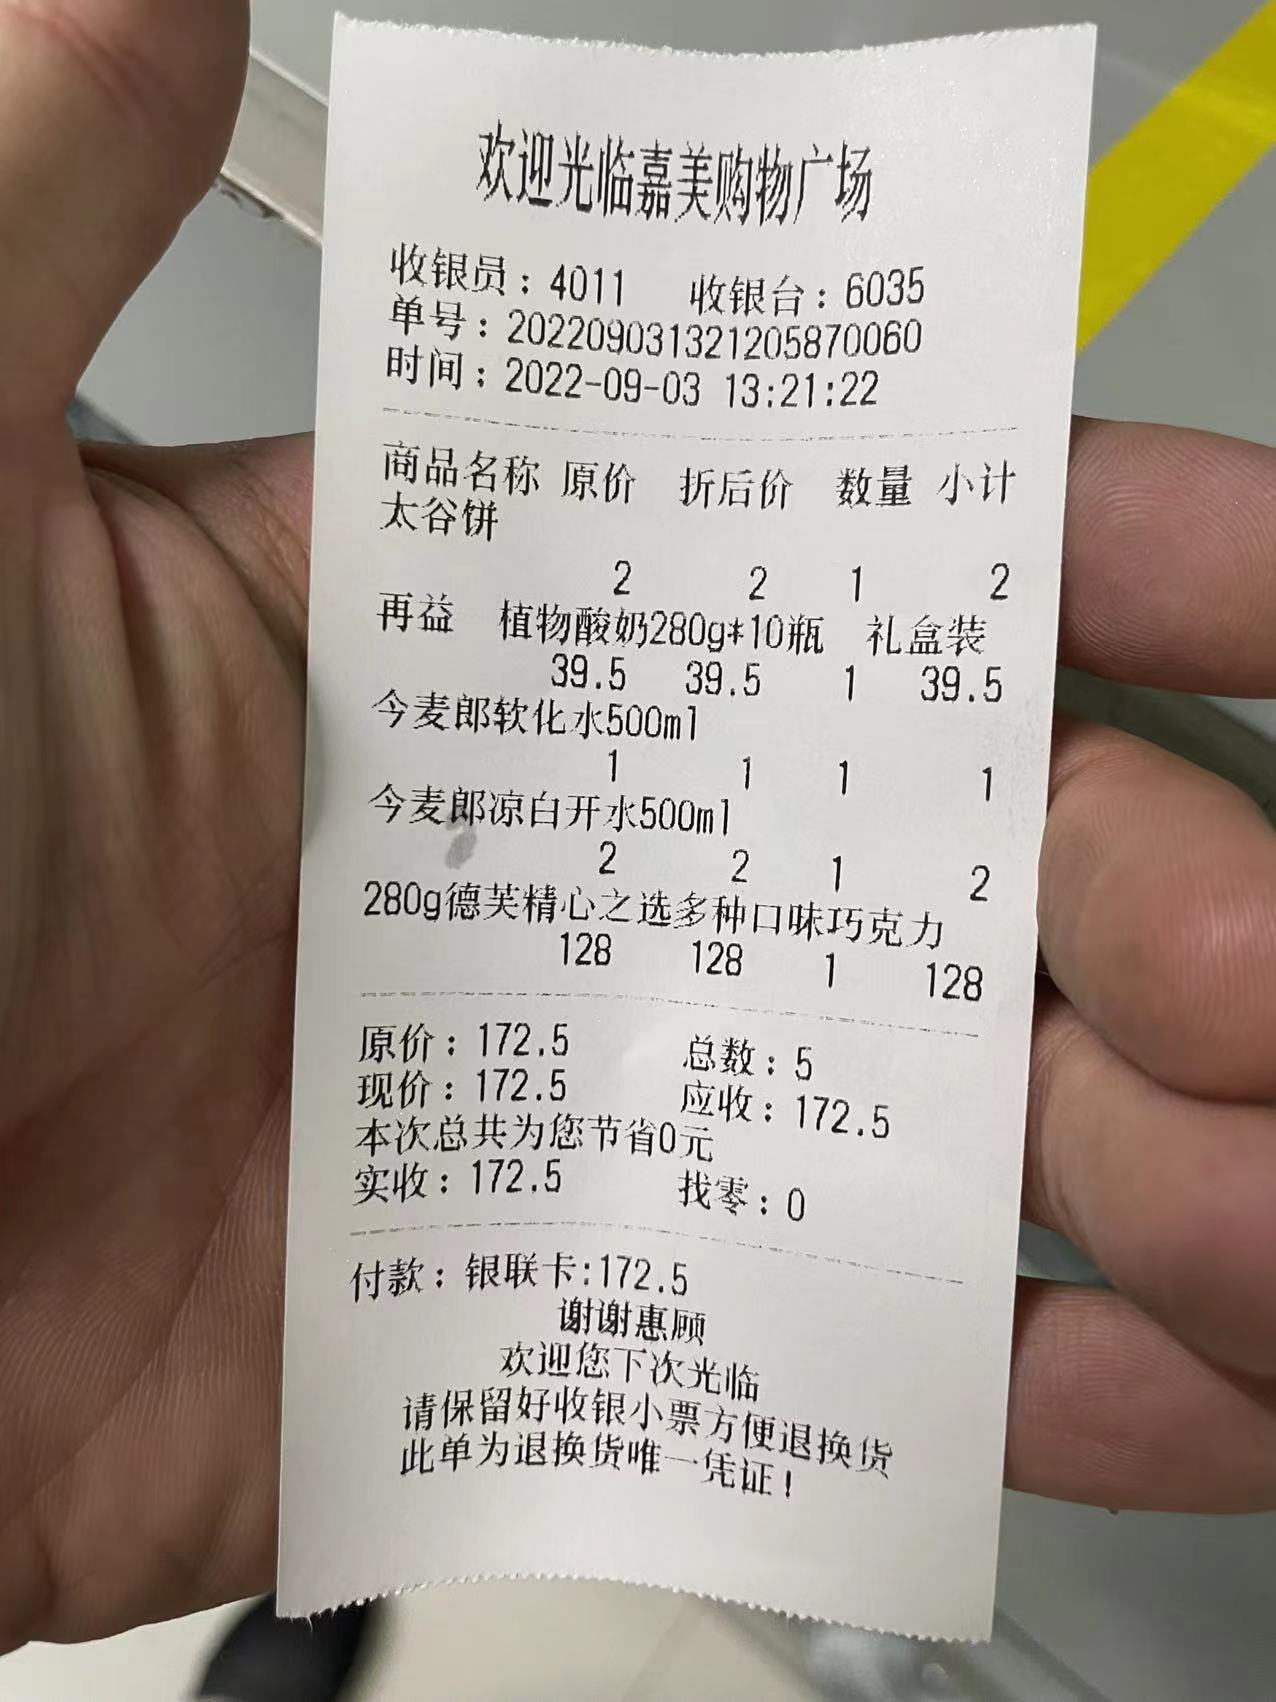 欢迎光临嘉美购物广场
收银员：4011 收银台：6035
单号：202209031321205870060
时间：2022-09-03 13:21:22
商品名称 原价 折后价 数量 小计
太谷饼
2 2 1 2
再益 植物酸奶280g*10瓶 礼盒装
39.5 39.5 1 39.5
今麦郎软化水500ml
1 1 1 1
今麦郎凉白开水500ml
2 2 1 2
280g德芙精心之选多种口味巧克力
128 128 1 128
原价：172.5 总数：5
现价：172.5 应收：172.5
本次总共为您节省0元
实收：172.5 找零：0
付款：银联卡:172.5
谢谢惠顾
欢迎您下次光临
请保留好收银小票方便退换货
此单为退换货唯一凭证！